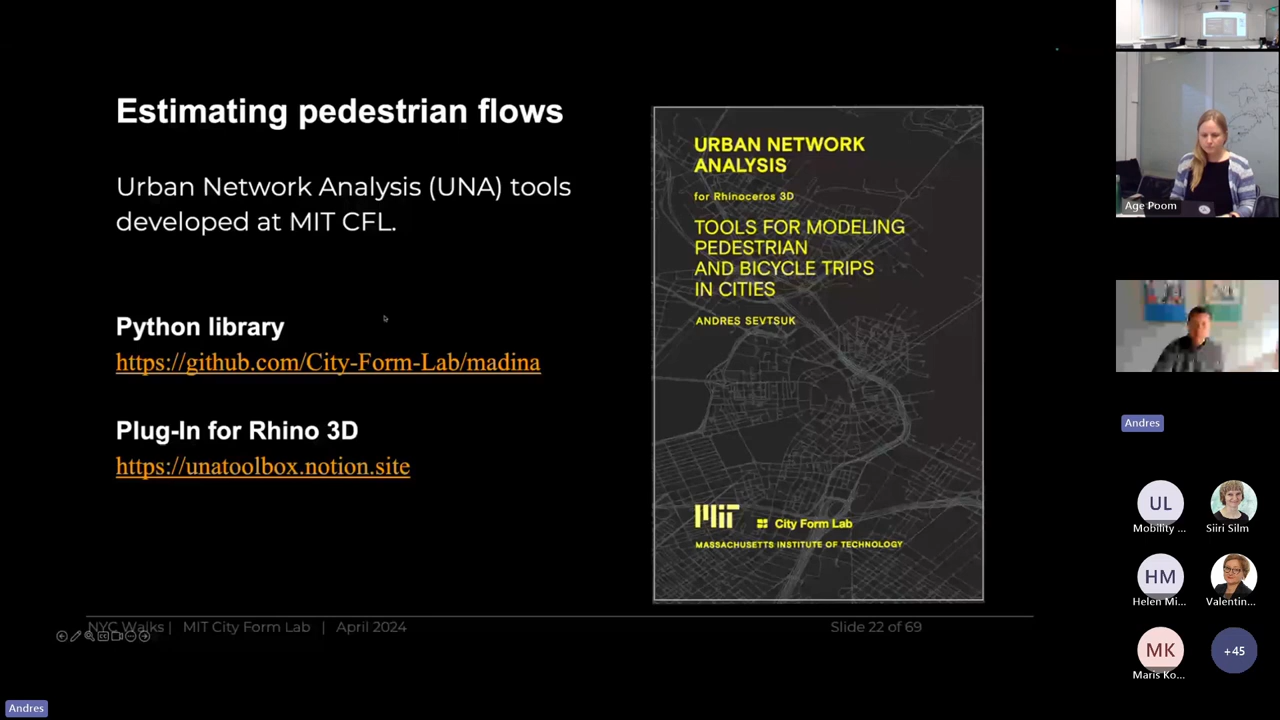 Estimating pedestrian flows
Urban Network Analysis (UNA) tools
developed at MIT CFL.
Python library
https://github.com/City-Form-Lab/madina
Plug-In for Rhino 3D
https://unatoolbox.notion.site
URBAN NETWORK
ANALYSIS
for Rhinoceros 3D
TOOLS FOR MODELING
PEDESTRIAN
AND BICYCLE TRIPS
IN CITIES
ANDRES SEVTSUK
MIT City Form Lab
MASSACHUSETTS INSTITUTE OF TECHNOLOGY
NYC Walks | MIT City Form Lab | April 2024
Slide 22 of 69
Andres
Age Poom
Andres
UL
Mobility ...
Siiri Silm
HM
Helen Mi...
Valentin...
MK
Maris Ko...
+45